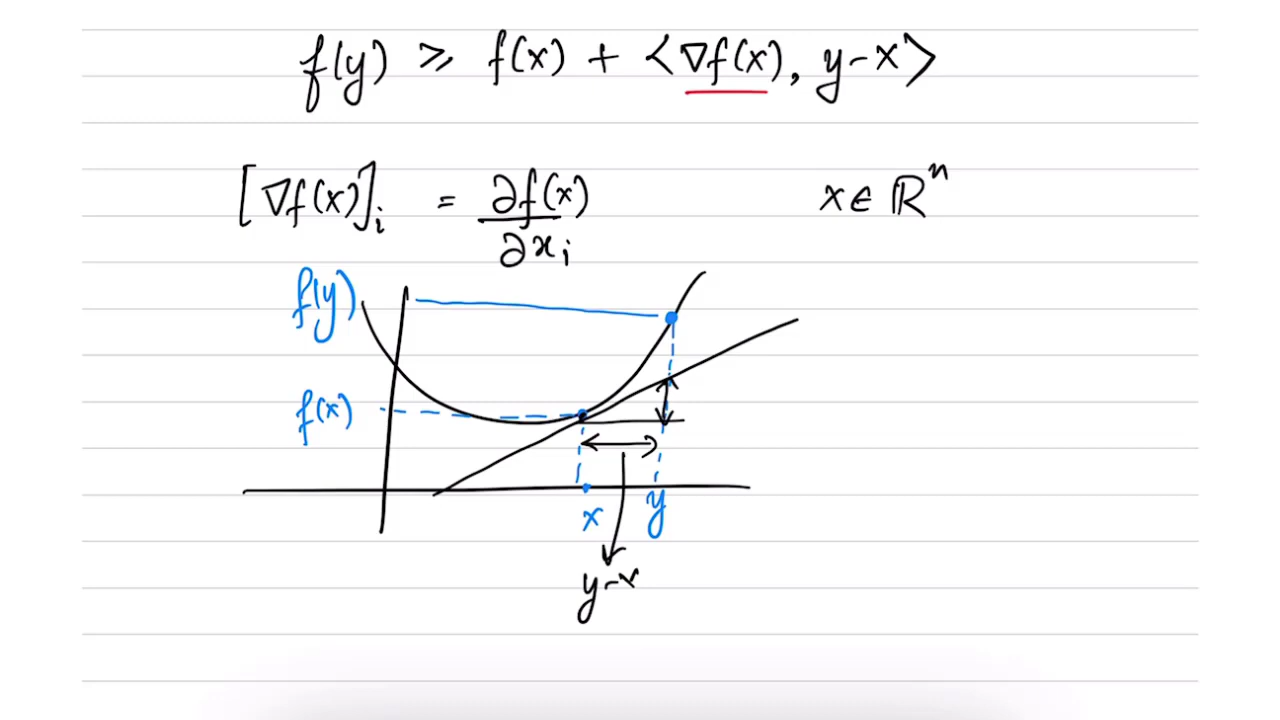 f(y) ⩾ f(x) + ⟨∇f(x), y-x⟩
[∇f(x)]ᵢ = ∂f(x)/∂xᵢ x ∈ ℝⁿ
f(y)
f(x)
x y
y-x